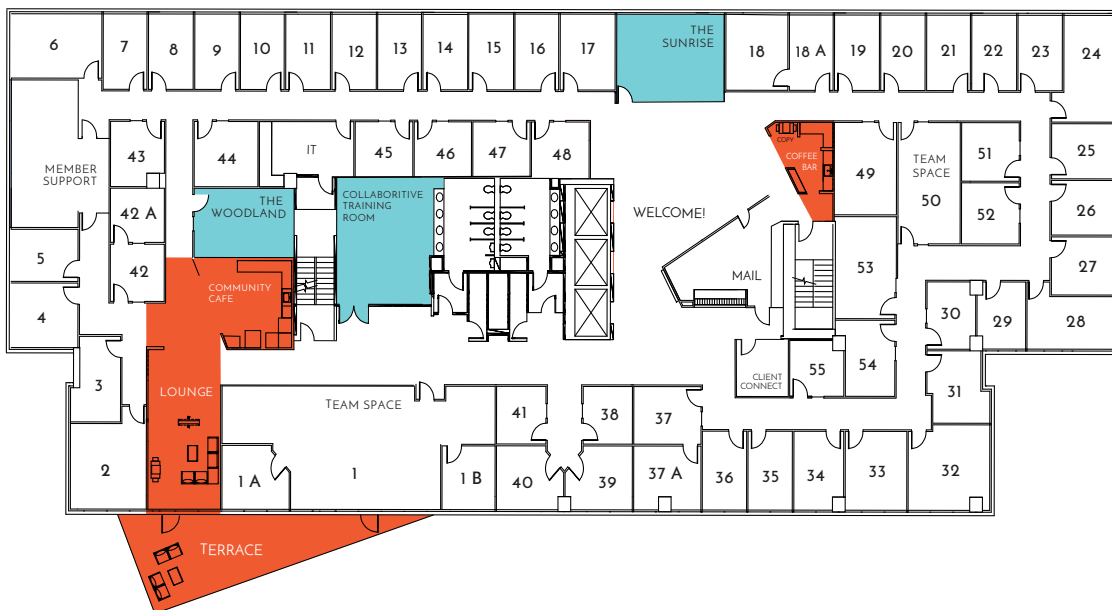 6
7
8
9
10
11
12
13
14
15
16
17
THE
SUNRISE
18
18 A
19
20
21
22
23
24
MEMBER
SUPPORT
43
44
IT
45
46
47
48
COPY
COFFEE
BAR
49
TEAM
SPACE
50
51
25
42 A
THE
WOODLAND
COLLABORITIVE
TRAINING
ROOM
WELCOME!
52
26
5
42
COMMUNITY
CAFE
MAIL
53
27
4
30
29
28
3
LOUNGE
TEAM SPACE
41
38
37
CLIENT
CONNECT
55
54
31
2
1 A
1
1 B
40
39
37 A
36
35
34
33
32
TERRACE